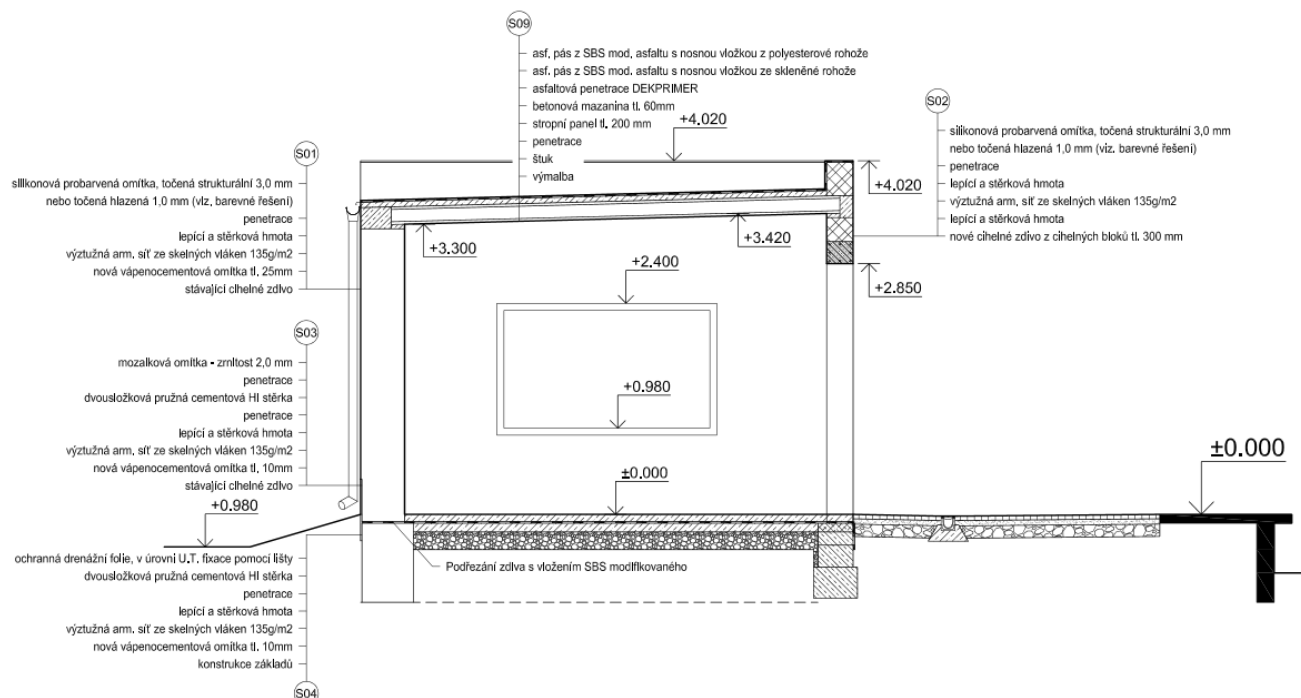 S09
asf. pás z SBS mod. asfaltu s nosnou vložkou z polyesterové rohože
asf. pás z SBS mod. asfaltu s nosnou vložkou ze skleněné rohože
asfaltová penetrace DEKPRIMER
betonová mazanina tl. 60mm
stropní panel tl. 200 mm
penetrace
štuk
výmalba
+4.020
S02
silikonová probarvená omítka, točená strukturální 3,0 mm
nebo točená hlazená 1,0 mm (viz. barevné řešení)
penetrace
lepící a stěrková hmota
výztužná arm. síť ze skelných vláken 135g/m2
lepící a stěrková hmota
nové cihelné zdivo z cihelných bloků tl. 300 mm
S01
silikonová probarvená omítka, točená strukturální 3,0 mm
nebo točená hlazená 1,0 mm (viz. barevné řešení)
penetrace
lepící a stěrková hmota
výztužná arm. síť ze skelných vláken 135g/m2
nová vápenocementová omítka tl. 25mm
stávající cihelné zdivo
+4.020
+3.300
+3.420
+2.400
+2.850
S03
mozaiková omítka - zrnitost 2,0 mm
penetrace
dvousložková pružná cementová HI stěrka
penetrace
lepící a stěrková hmota
výztužná arm. síť ze skelných vláken 135g/m2
nová vápenocementová omítka tl. 10mm
stávající cihelné zdivo
+0.980
±0.000
±0.000
+0.980
ochranná drenážní folie, v úrovni U.T. fixace pomocí lišty
dvousložková pružná cementová HI stěrka
penetrace
lepící a stěrková hmota
výztužná arm. síť ze skelných vláken 135g/m2
nová vápenocementová omítka tl. 10mm
konstrukce základů
S04
Podřezání zdiva s vložením SBS modifikovaného